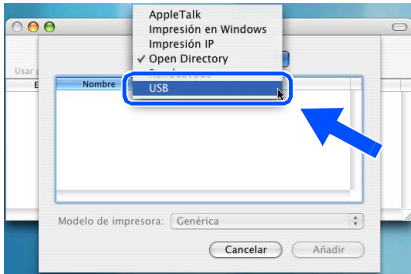 AppleTalk
Impresión en Windows
Impresión IP
✓ Open Directory
USB
Usar
E
Nombre
Modelo de impresora: Genérica
Cancelar
Añadir